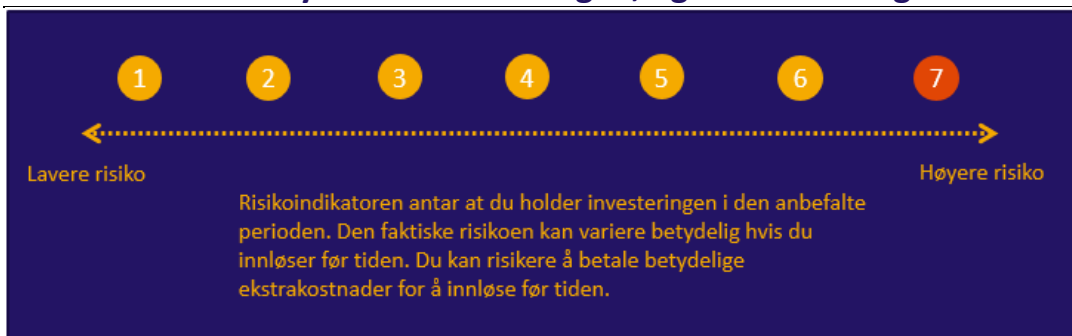 1 2 3 4 5 6 7
Lavere risiko Høyere risiko
Risikoindikatoren antar at du holder investeringen i den anbefalte
perioden. Den faktiske risikoen kan variere betydelig hvis du
innløser før tiden. Du kan risikere å betale betydelige
ekstrakostnader for å innløse før tiden.